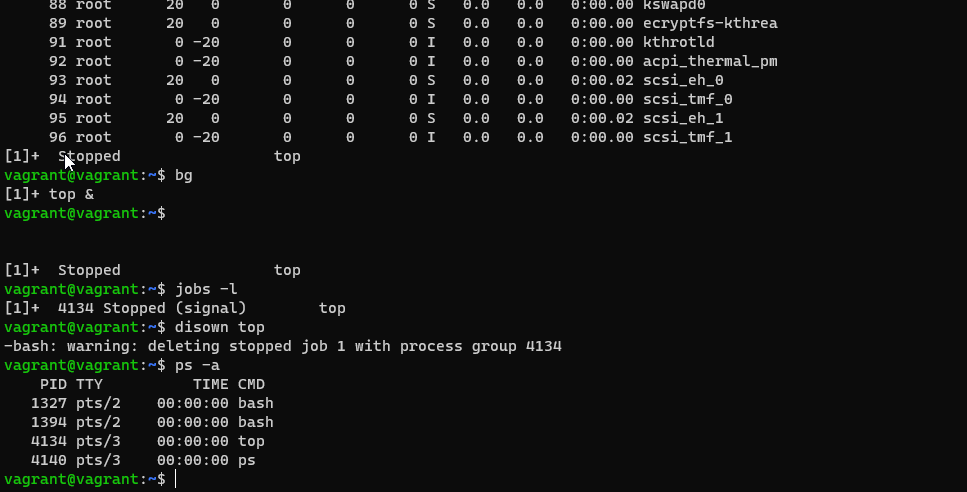 88 root      20   0       0      0      0 S   0.0   0.0   0:00.00 kswapd0
89 root      20   0       0      0      0 S   0.0   0.0   0:00.00 ecryptfs-kthrea
91 root       0 -20       0      0      0 I   0.0   0.0   0:00.00 kthrotld
92 root       0 -20       0      0      0 I   0.0   0.0   0:00.00 acpi_thermal_pm
93 root      20   0       0      0      0 S   0.0   0.0   0:00.02 scsi_eh_0
94 root       0 -20       0      0      0 I   0.0   0.0   0:00.00 scsi_tmf_0
95 root      20   0       0      0      0 S   0.0   0.0   0:00.02 scsi_eh_1
96 root       0 -20       0      0      0 I   0.0   0.0   0:00.00 scsi_tmf_1
[1]+  Stopped                 top
vagrant@vagrant:~$ bg
[1]+ top &
vagrant@vagrant:~$
[1]+  Stopped                 top
vagrant@vagrant:~$ jobs -l
[1]+  4134 Stopped (signal)        top
vagrant@vagrant:~$ disown top
-bash: warning: deleting stopped job 1 with process group 4134
vagrant@vagrant:~$ ps -a
    PID TTY          TIME CMD
   1327 pts/2    00:00:00 bash
   1394 pts/2    00:00:00 bash
   4134 pts/3    00:00:00 top
   4140 pts/3    00:00:00 ps
vagrant@vagrant:~$